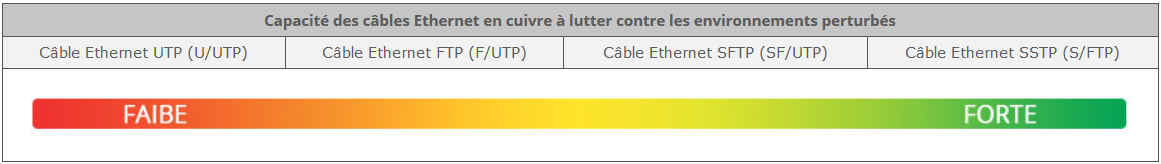 Capacité des câbles Ethernet en cuivre à lutter contre les environnements perturbés
Câble Ethernet UTP (U/UTP) Câble Ethernet FTP (F/UTP) Câble Ethernet SFTP (SF/UTP) Câble Ethernet SSTP (S/FTP)
FAIBE FORTE